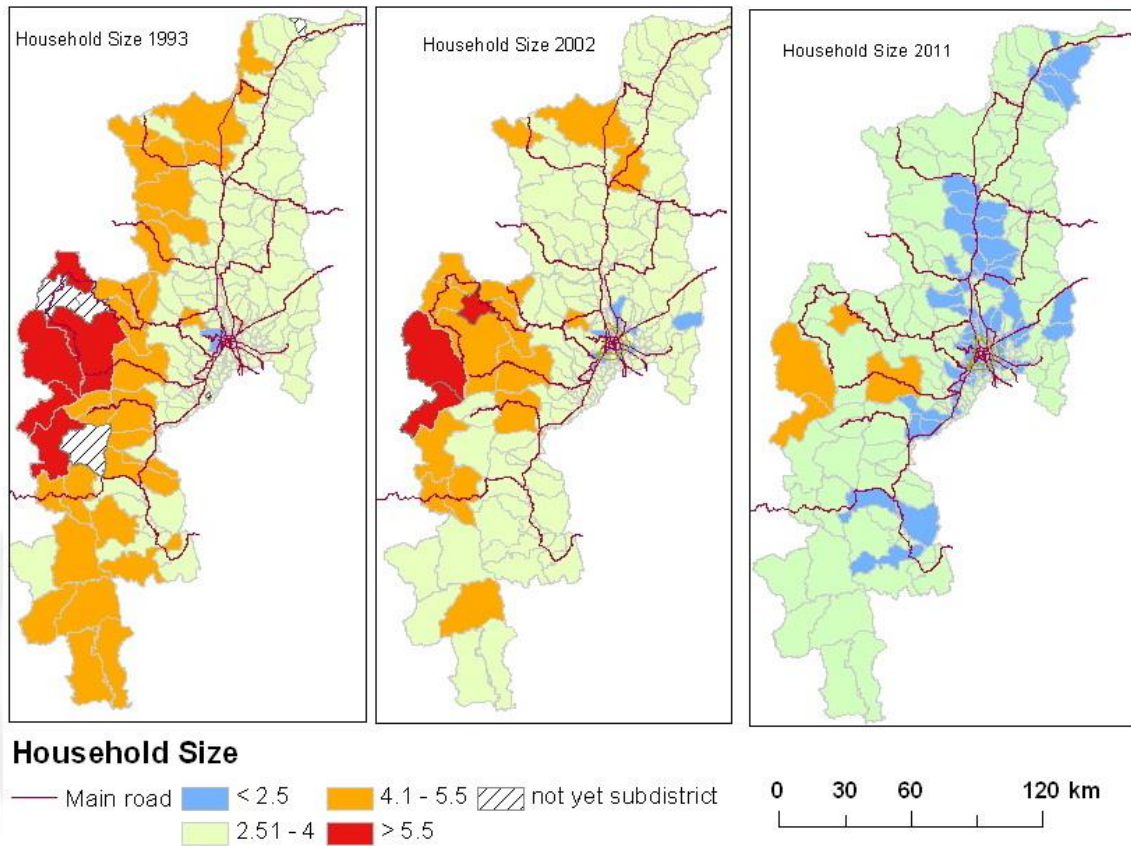 Household Size 1993
Household Size 2002
Household Size 2011
Household Size
Main road
< 2.5
4.1 - 5.5
not yet subdistrict
2.51 - 4
> 5.5
0 30 60 120 km